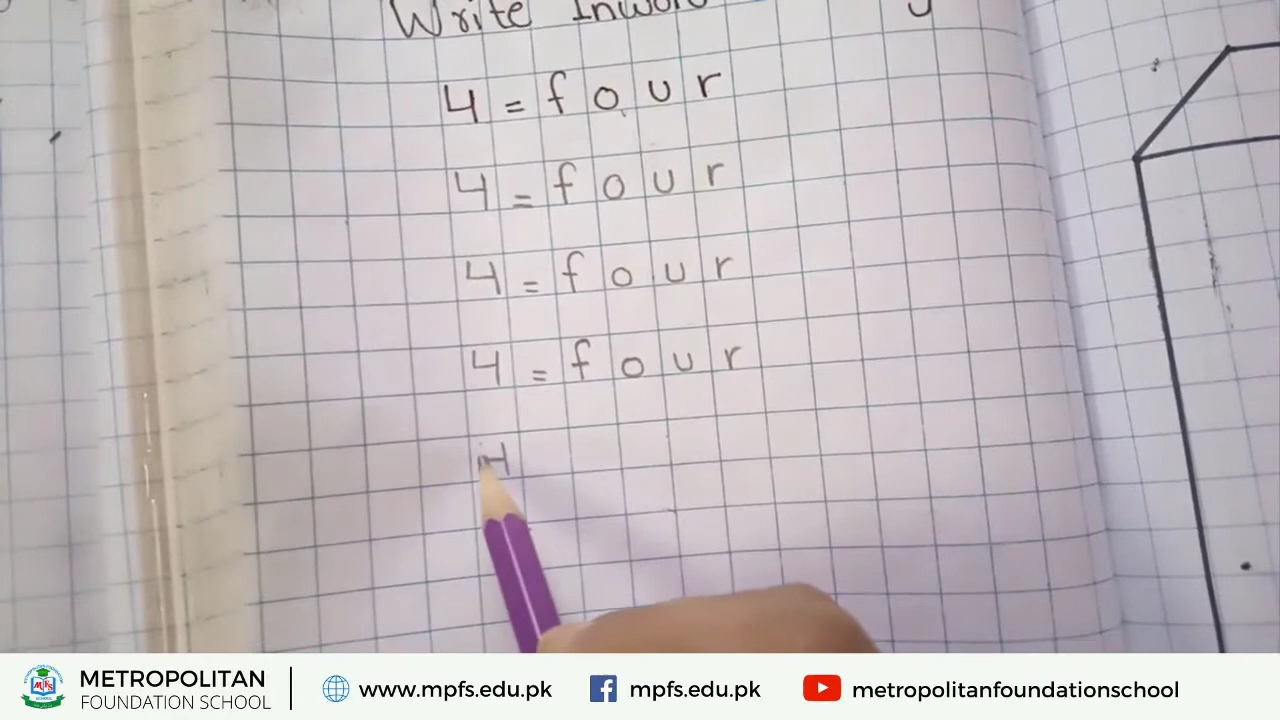 Write
4 = four
4 = four
4 = four
4 = four
4
METROPOLITAN
FOUNDATION SCHOOL
www.mpfs.edu.pk
mpfs.edu.pk
metropolitanfoundationschool